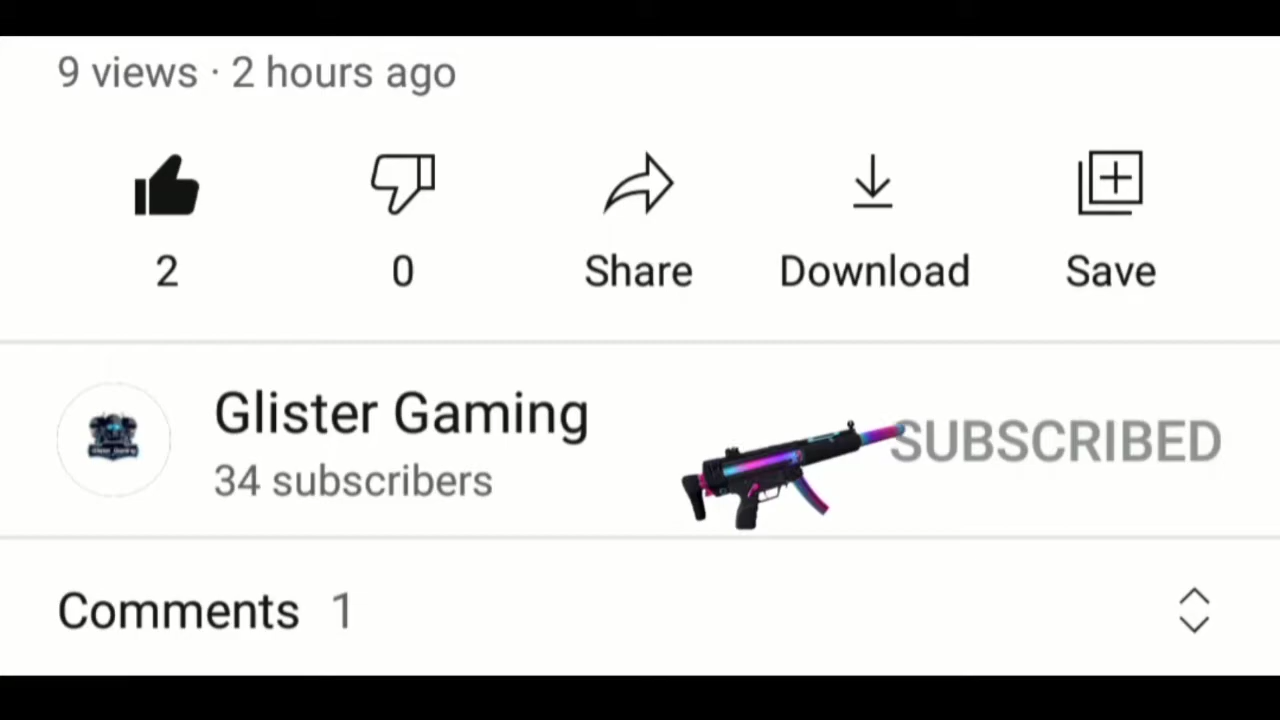 9 views · 2 hours ago
2 0 Share Download Save
Glister Gaming SUBSCRIBED
34 subscribers
Comments 1